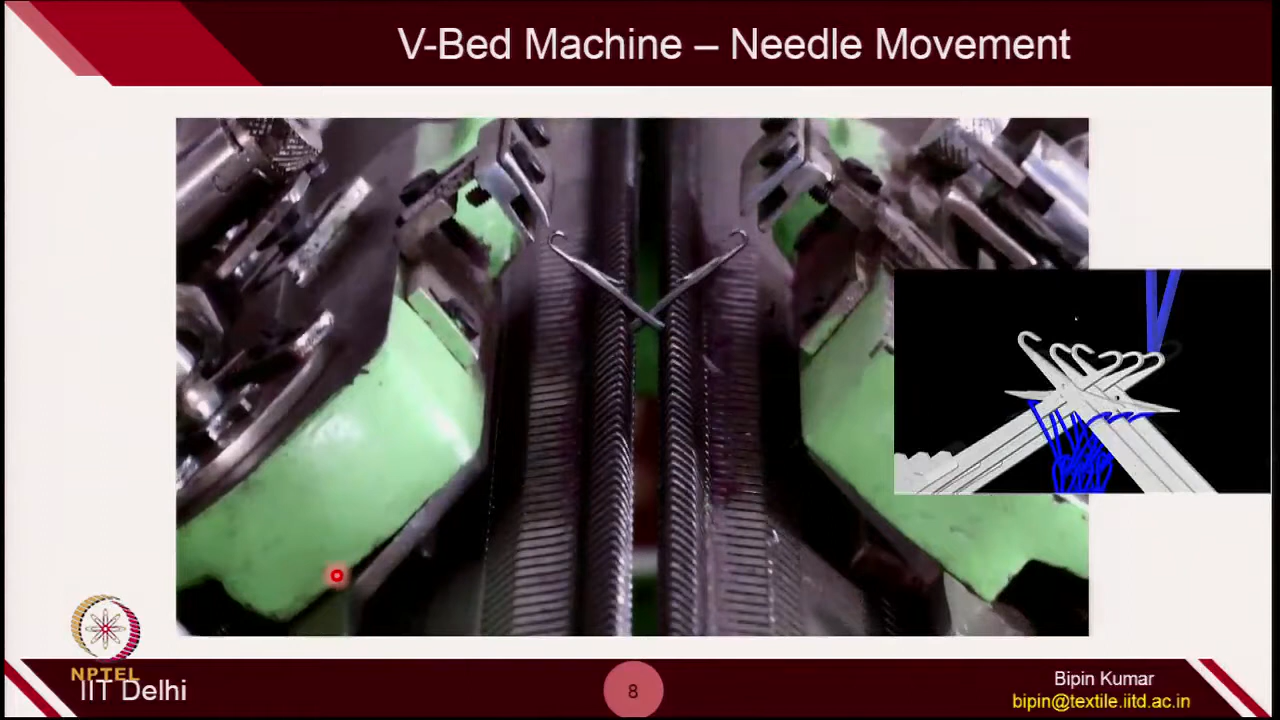 V-Bed Machine – Needle Movement
NPTEL
IIT Delhi
8
Bipin Kumar
bipin@textile.iitd.ac.in